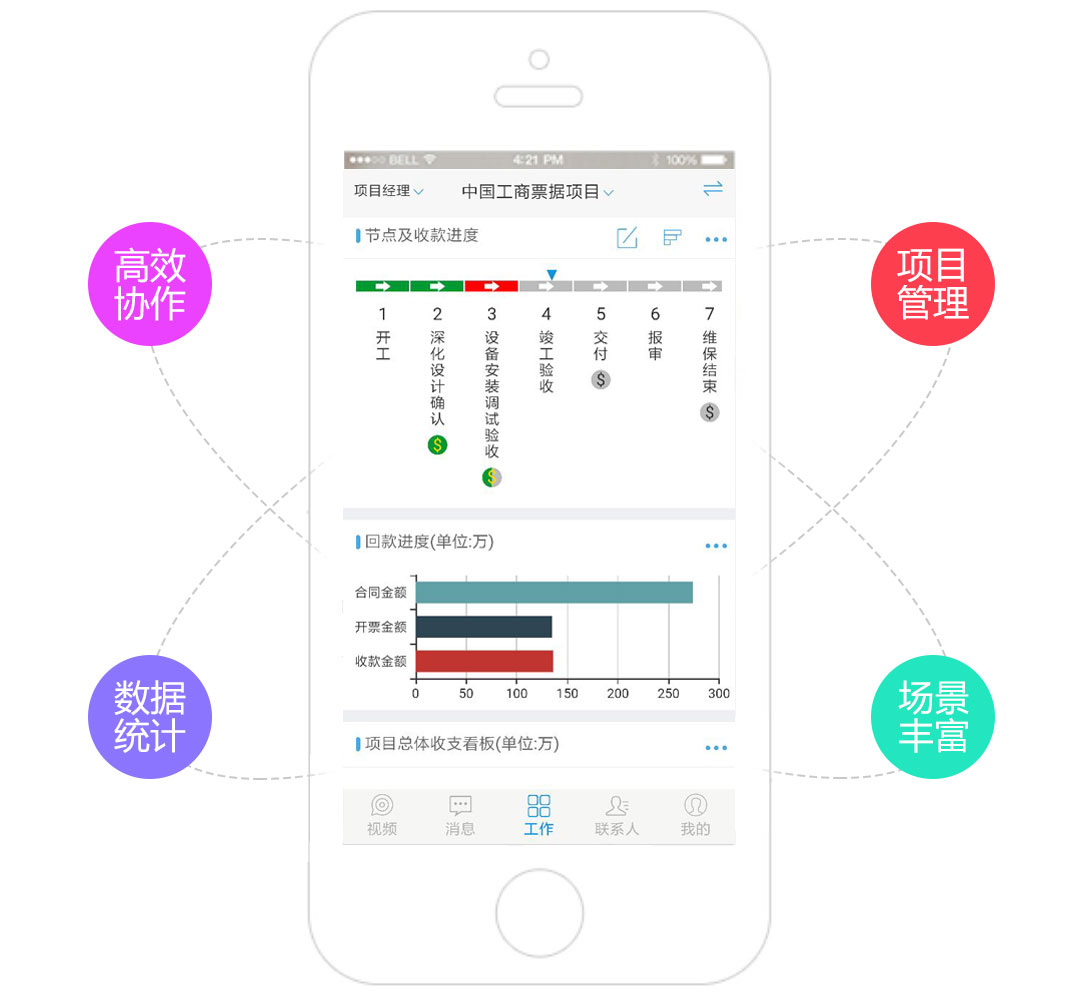 BELL 4:21 PM 100%
项目经理 中国工商票据项目
节点及收款进度
1 2 3 4 5 6 7
开工
深化设计确认
设备安装调试验收
竣工验收
交付
报审
维保结束
$
$
$
$
回款进度(单位:万)
合同金额
开票金额
收款金额
0 50 100 150 200 250 300
项目总体收支看板(单位:万)
视频 消息 工作 联系人 我的
高效
协作
项目
管理
数据
统计
场景
丰富